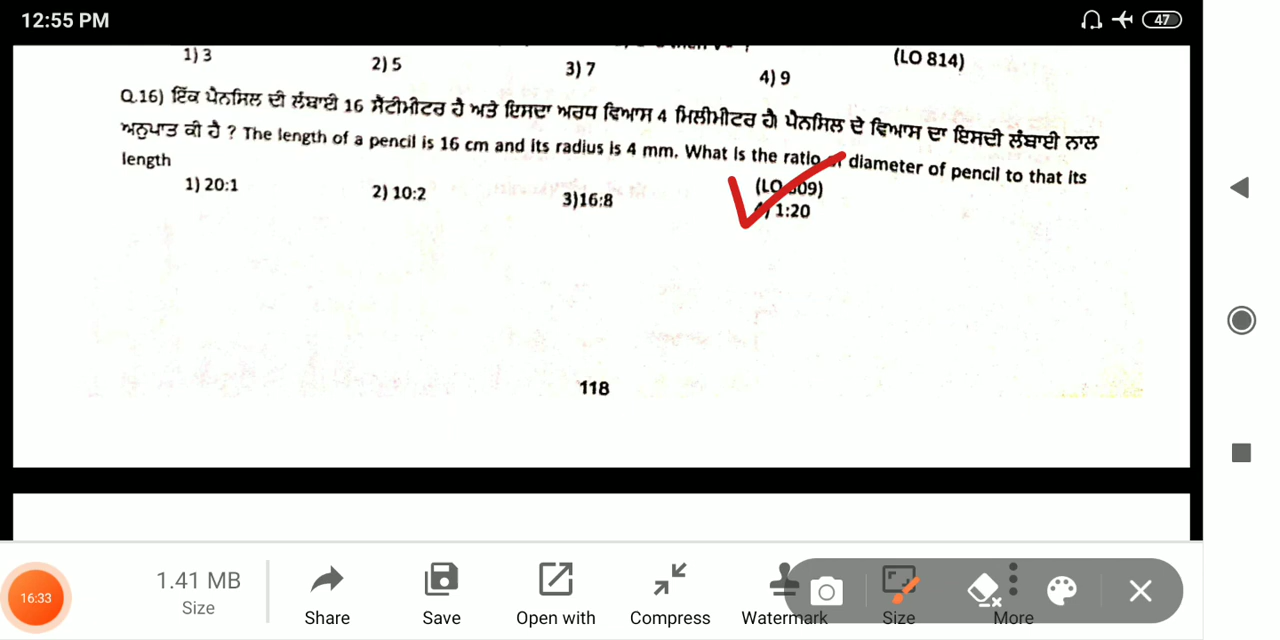 12:55 PM
47
1) 3
2) 5
3) 7
4) 9
(LO 814)
Q.16) ਇੱਕ ਪੈਨਸਿਲ ਦੀ ਲੰਬਾਈ 16 ਸੈਂਟੀਮੀਟਰ ਹੈ ਅਤੇ ਇਸਦਾ ਅਰਧ ਵਿਆਸ 4 ਮਿਲੀਮੀਟਰ ਹੈ। ਪੈਨਸਿਲ ਦੇ ਵਿਆਸ ਦਾ ਇਸਦੀ ਲੰਬਾਈ ਨਾਲ
ਅਨੁਪਾਤ ਕੀ ਹੈ ? The length of a pencil is 16 cm and its radius is 4 mm. What is the ratio diameter of pencil to that its
length
1) 20:1
2) 10:2
3)16:8
1:20
118
16:33
1.41 MB
Size
Share
Save
Open with
Compress
Watermark
Size
More